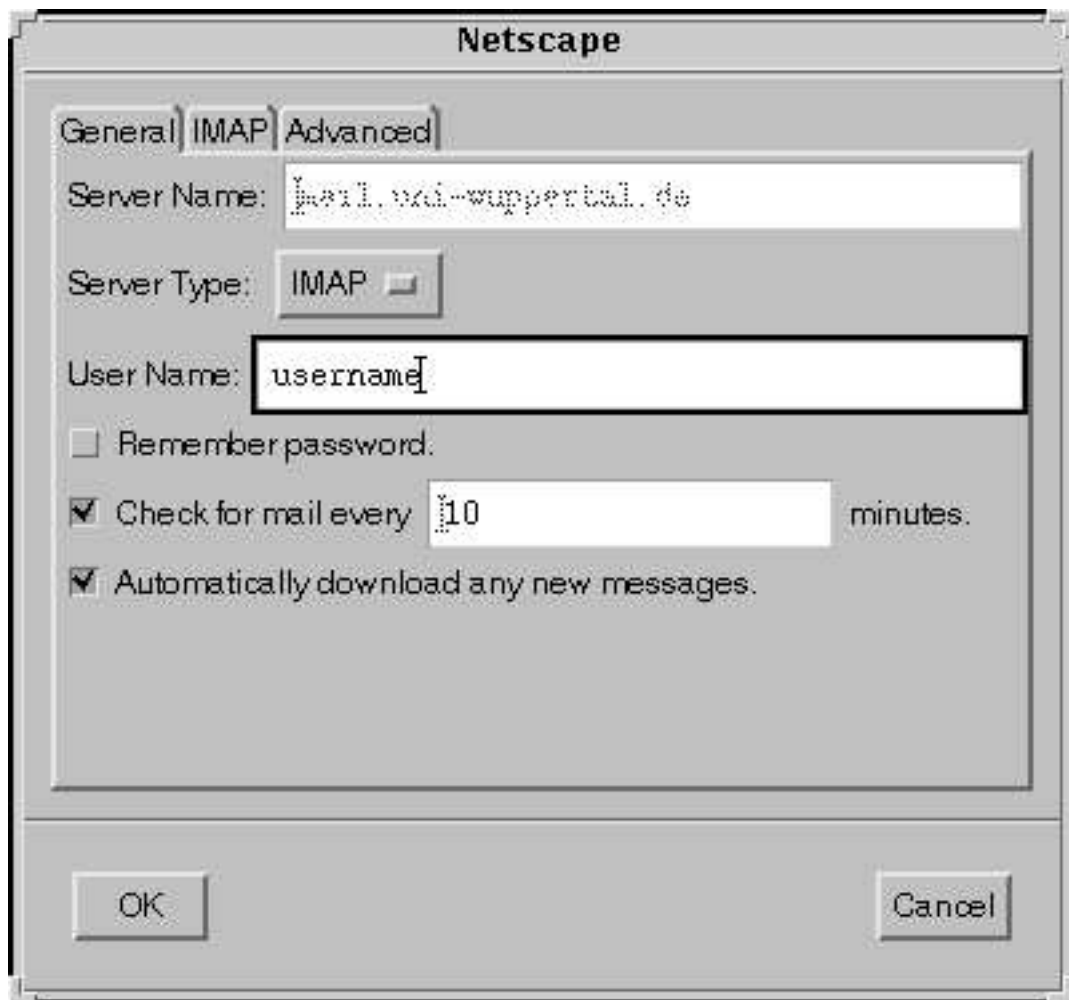 Netscape
General IMAP Advanced
Server Name: mail.uni-wuppertal.de
Server Type: IMAP
User Name: username
Remember password.
Check for mail every 10 minutes.
Automatically download any new messages.
OK Cancel